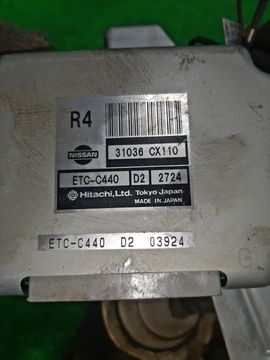 R4
NISSAN
31036 CX110
ETC-C440 D2 2724
Hitachi, Ltd. Tokyo Japan
MADE IN JAPAN
ETC-C440 D2 03924
G